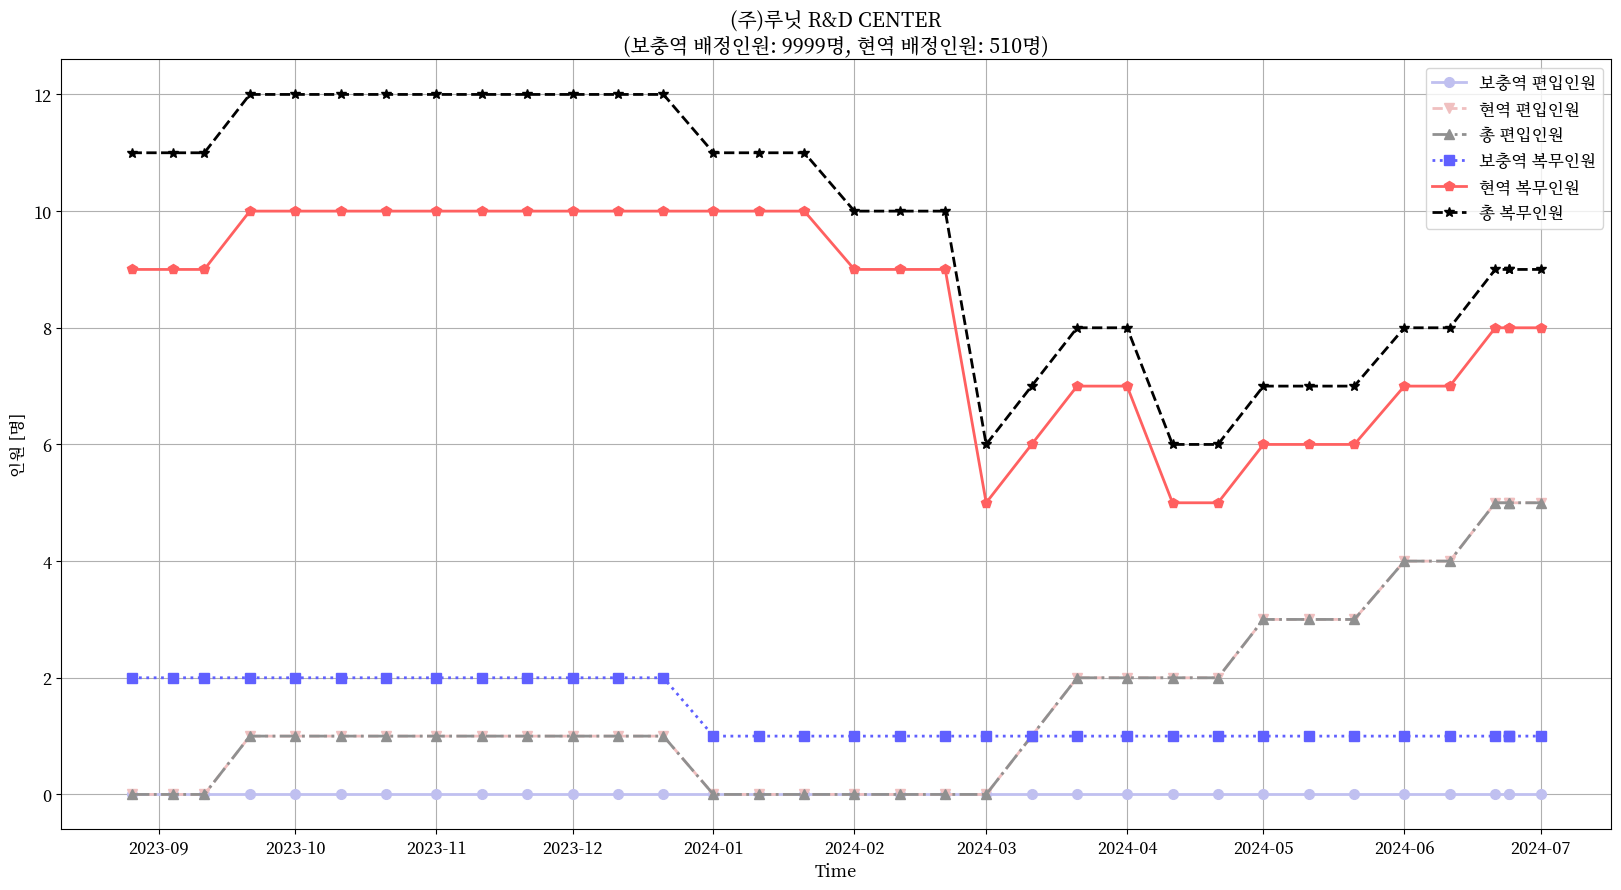 (주)루닛 R&D CENTER
(보충역 배정인원: 9999명, 현역 배정인원: 510명)
보충역 편입인원
현역 편입인원
총 편입인원
보충역 복무인원
현역 복무인원
총 복무인원
인원 [명]
12
10
8
6
4
2
0
2023-09 2023-10 2023-11 2023-12 2024-01 2024-02 2024-03 2024-04 2024-05 2024-06 2024-07
Time